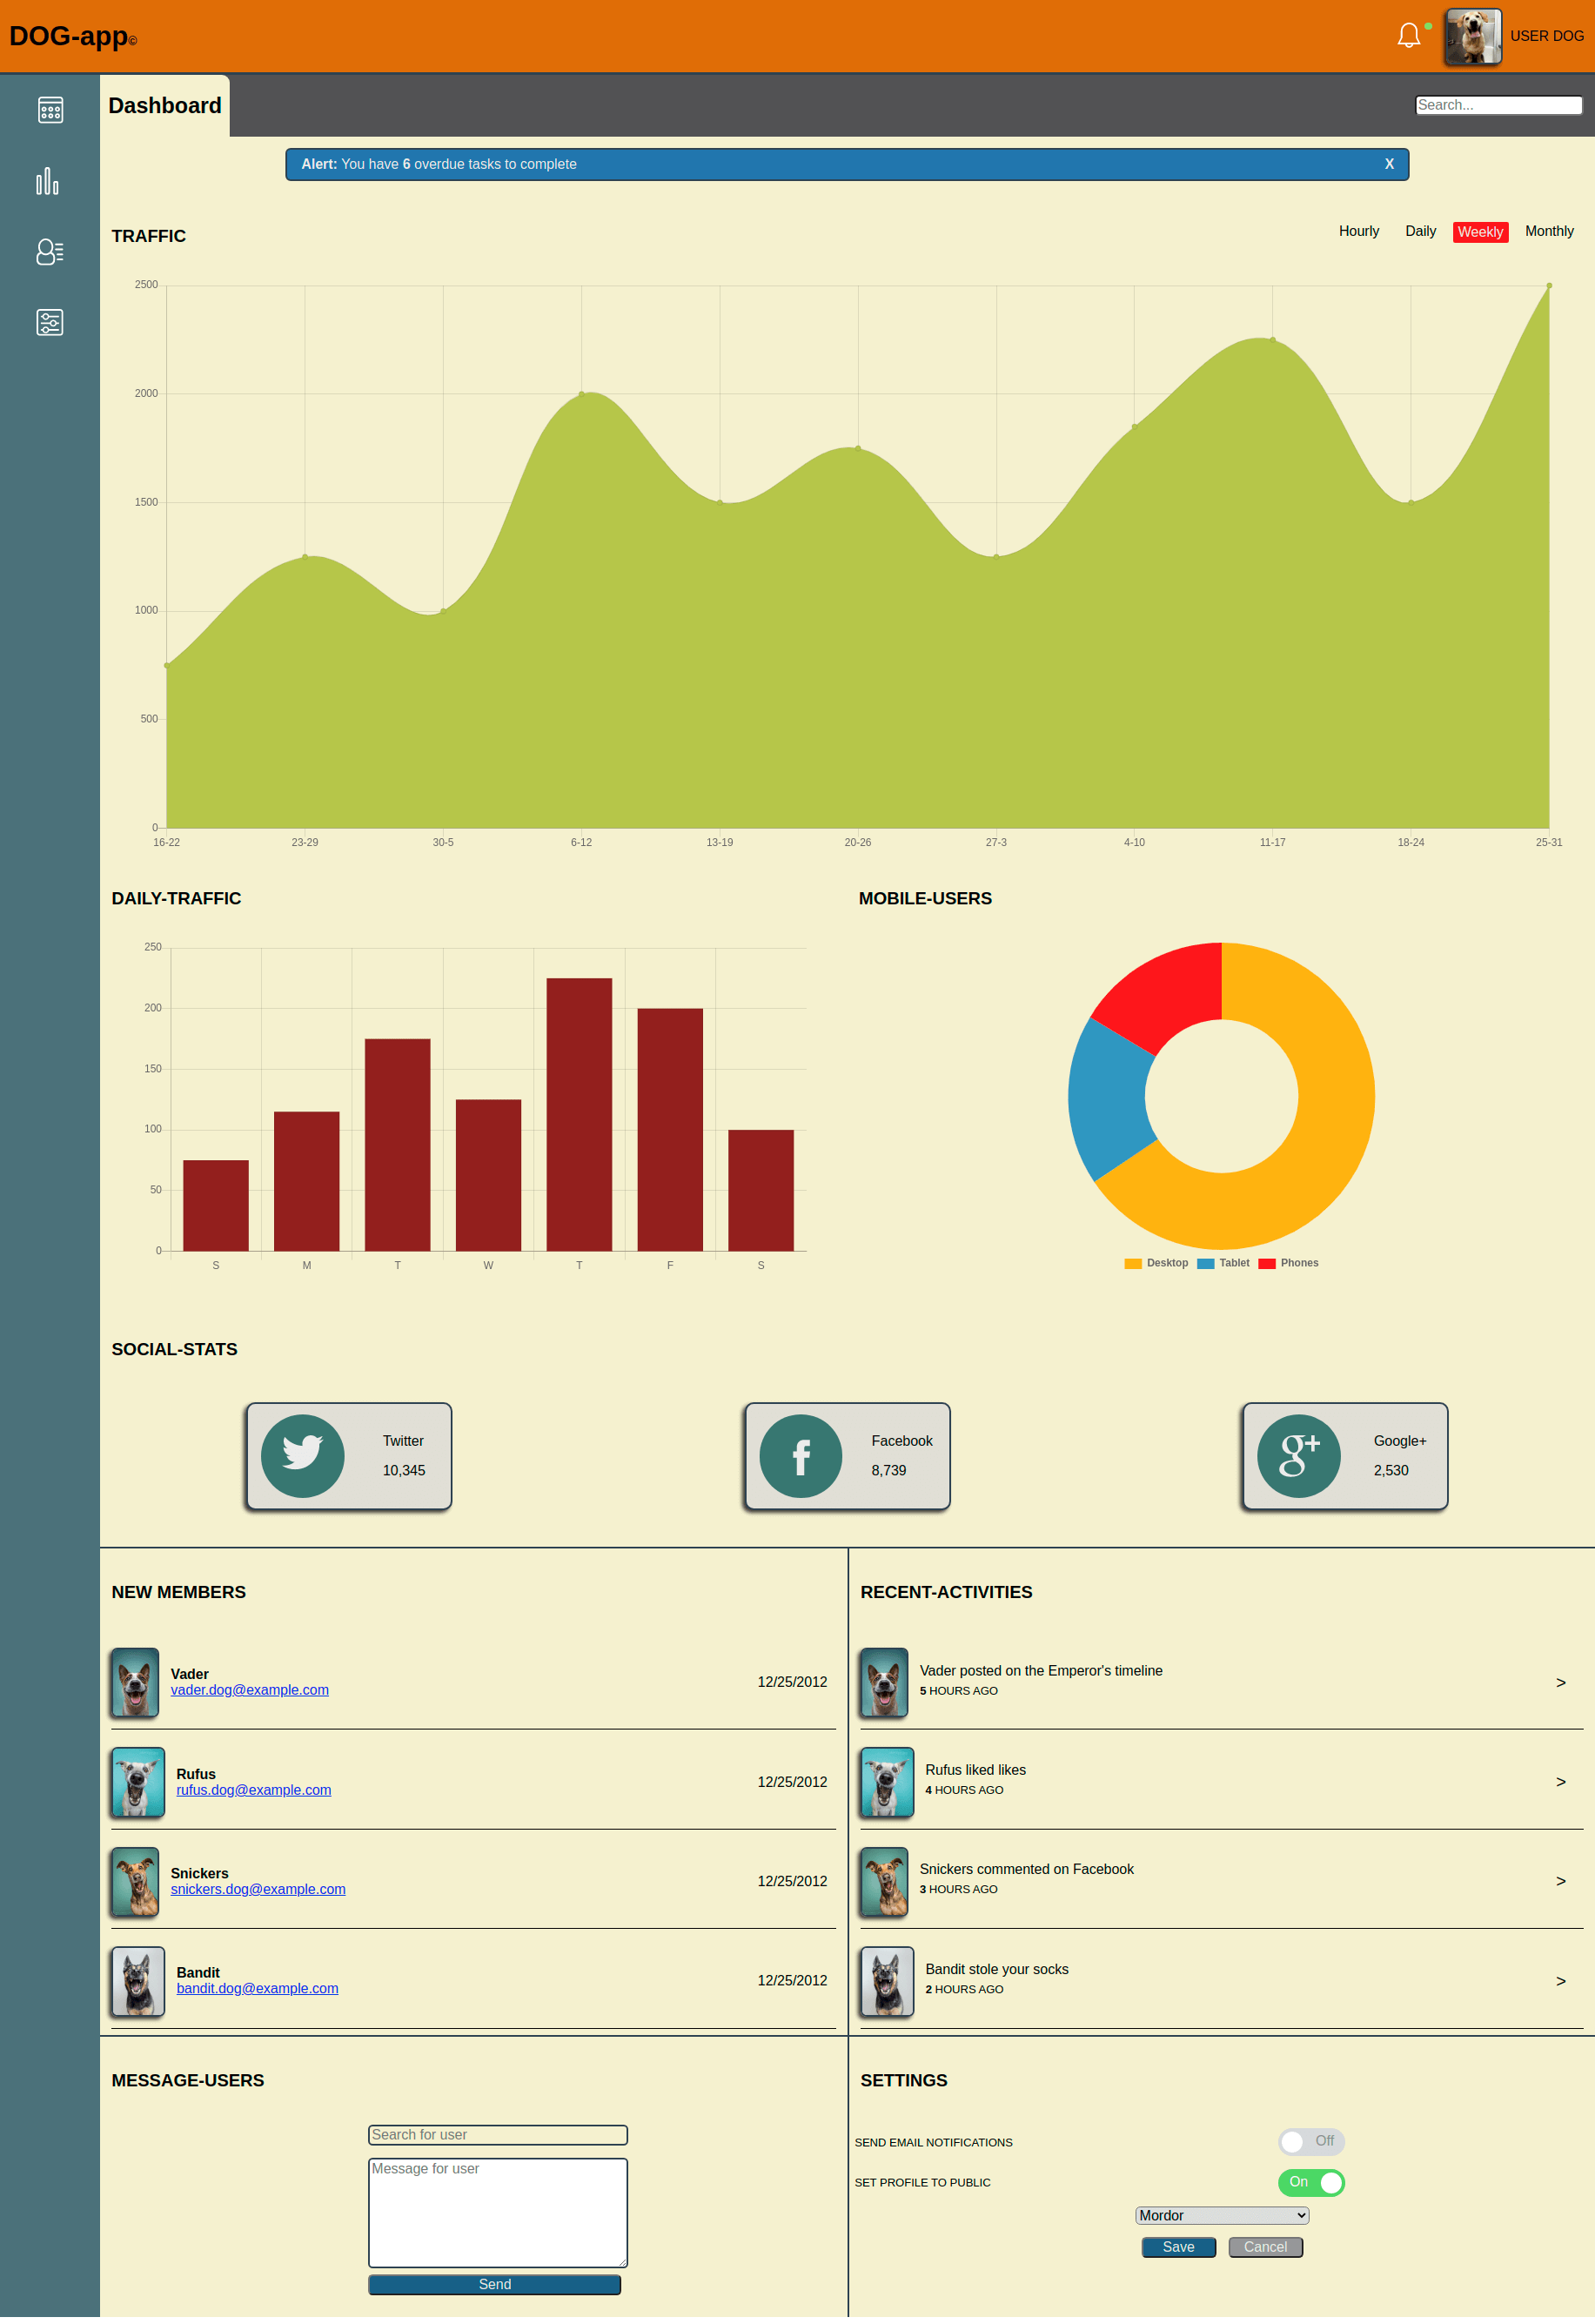 DOG-app©
USER DOG
Dashboard
Search...
Alert: You have 6 overdue tasks to complete
X
TRAFFIC
Hourly Daily Weekly Monthly
2500
2000
1500
1000
500
0
16-22 23-29 30-5 6-12 13-19 20-26 27-3 4-10 11-17 18-24 25-31
DAILY-TRAFFIC
250
200
150
100
50
0
S M T W T F S
MOBILE-USERS
Desktop Tablet Phones
SOCIAL-STATS
Twitter
10,345
Facebook
8,739
g+
Google+
2,530
NEW MEMBERS
Vader
vader.dog@example.com
12/25/2012
Rufus
rufus.dog@example.com
12/25/2012
Snickers
snickers.dog@example.com
12/25/2012
Bandit
bandit.dog@example.com
12/25/2012
RECENT-ACTIVITIES
Vader posted on the Emperor's timeline
5 HOURS AGO
>
Rufus liked likes
4 HOURS AGO
>
Snickers commented on Facebook
3 HOURS AGO
>
Bandit stole your socks
2 HOURS AGO
>
MESSAGE-USERS
Search for user
Message for user
Send
SETTINGS
SEND EMAIL NOTIFICATIONS
Off
SET PROFILE TO PUBLIC
On
Mordor
Save Cancel